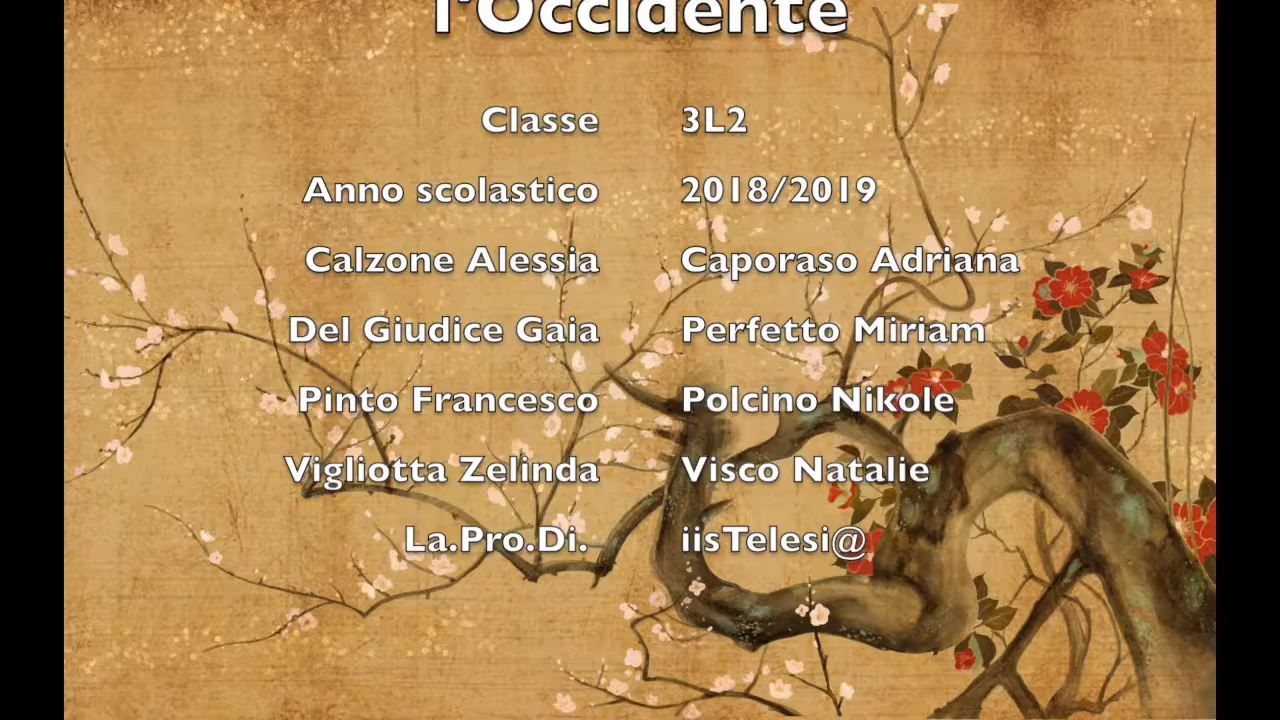 l'Occidente
Classe 3L2
Anno scolastico 2018/2019
Calzone Alessia Caporaso Adriana
Del Giudice Gaia Perfetto Miriam
Pinto Francesco Polcino Nikole
Vigliotta Zelinda Visco Natalie
La.Pro.Di. iisTelesi@